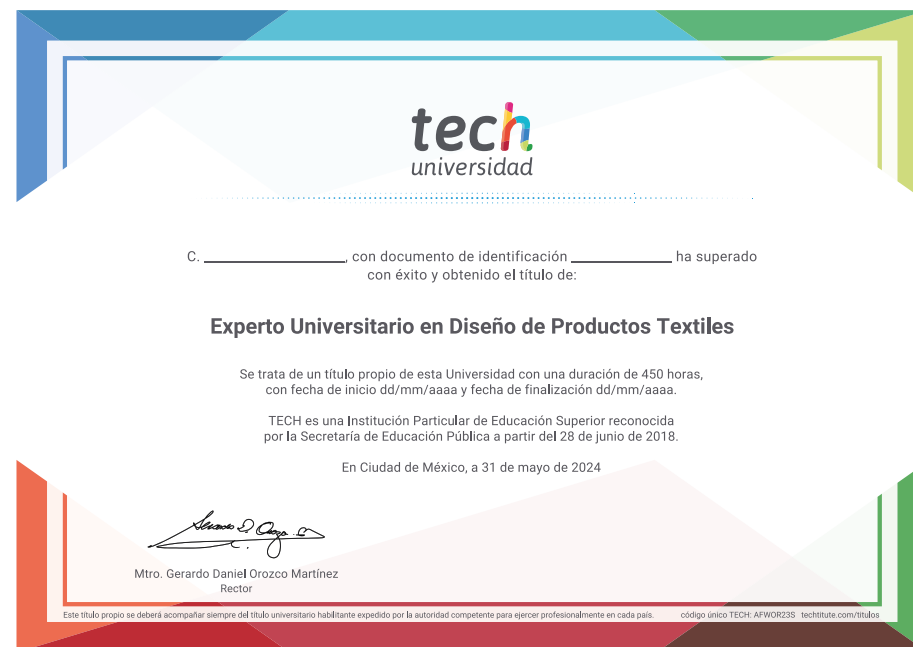 tech
universidad
C. ____________________, con documento de identificación ______________ ha superado
con éxito y obtenido el título de:
Experto Universitario en Diseño de Productos Textiles
Se trata de un título propio de esta Universidad con una duración de 450 horas,
con fecha de inicio dd/mm/aaaa y fecha de finalización dd/mm/aaaa.
TECH es una Institución Particular de Educación Superior reconocida
por la Secretaría de Educación Pública a partir del 28 de junio de 2018.
En Ciudad de México, a 31 de mayo de 2024
Mtro. Gerardo Daniel Orozco Martínez
Rector
Este título propio se deberá acompañar siempre del título universitario habilitante expedido por la autoridad competente para ejercer profesionalmente en cada país. código único TECH: AFWOR23S techtitute.com/titulos